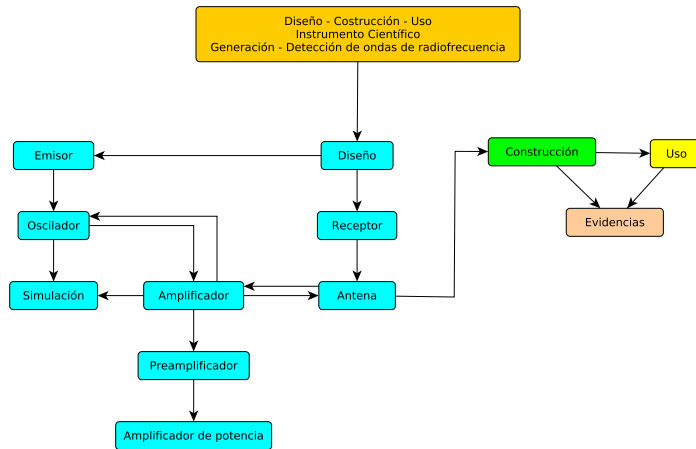 Diseño - Costrucción - Uso
Instrumento Científico
Generación - Detección de ondas de radiofrecuencia
Emisor
Diseño
Construcción
Uso
Oscilador
Receptor
Evidencias
Simulación
Amplificador
Antena
Preamplificador
Amplificador de potencia